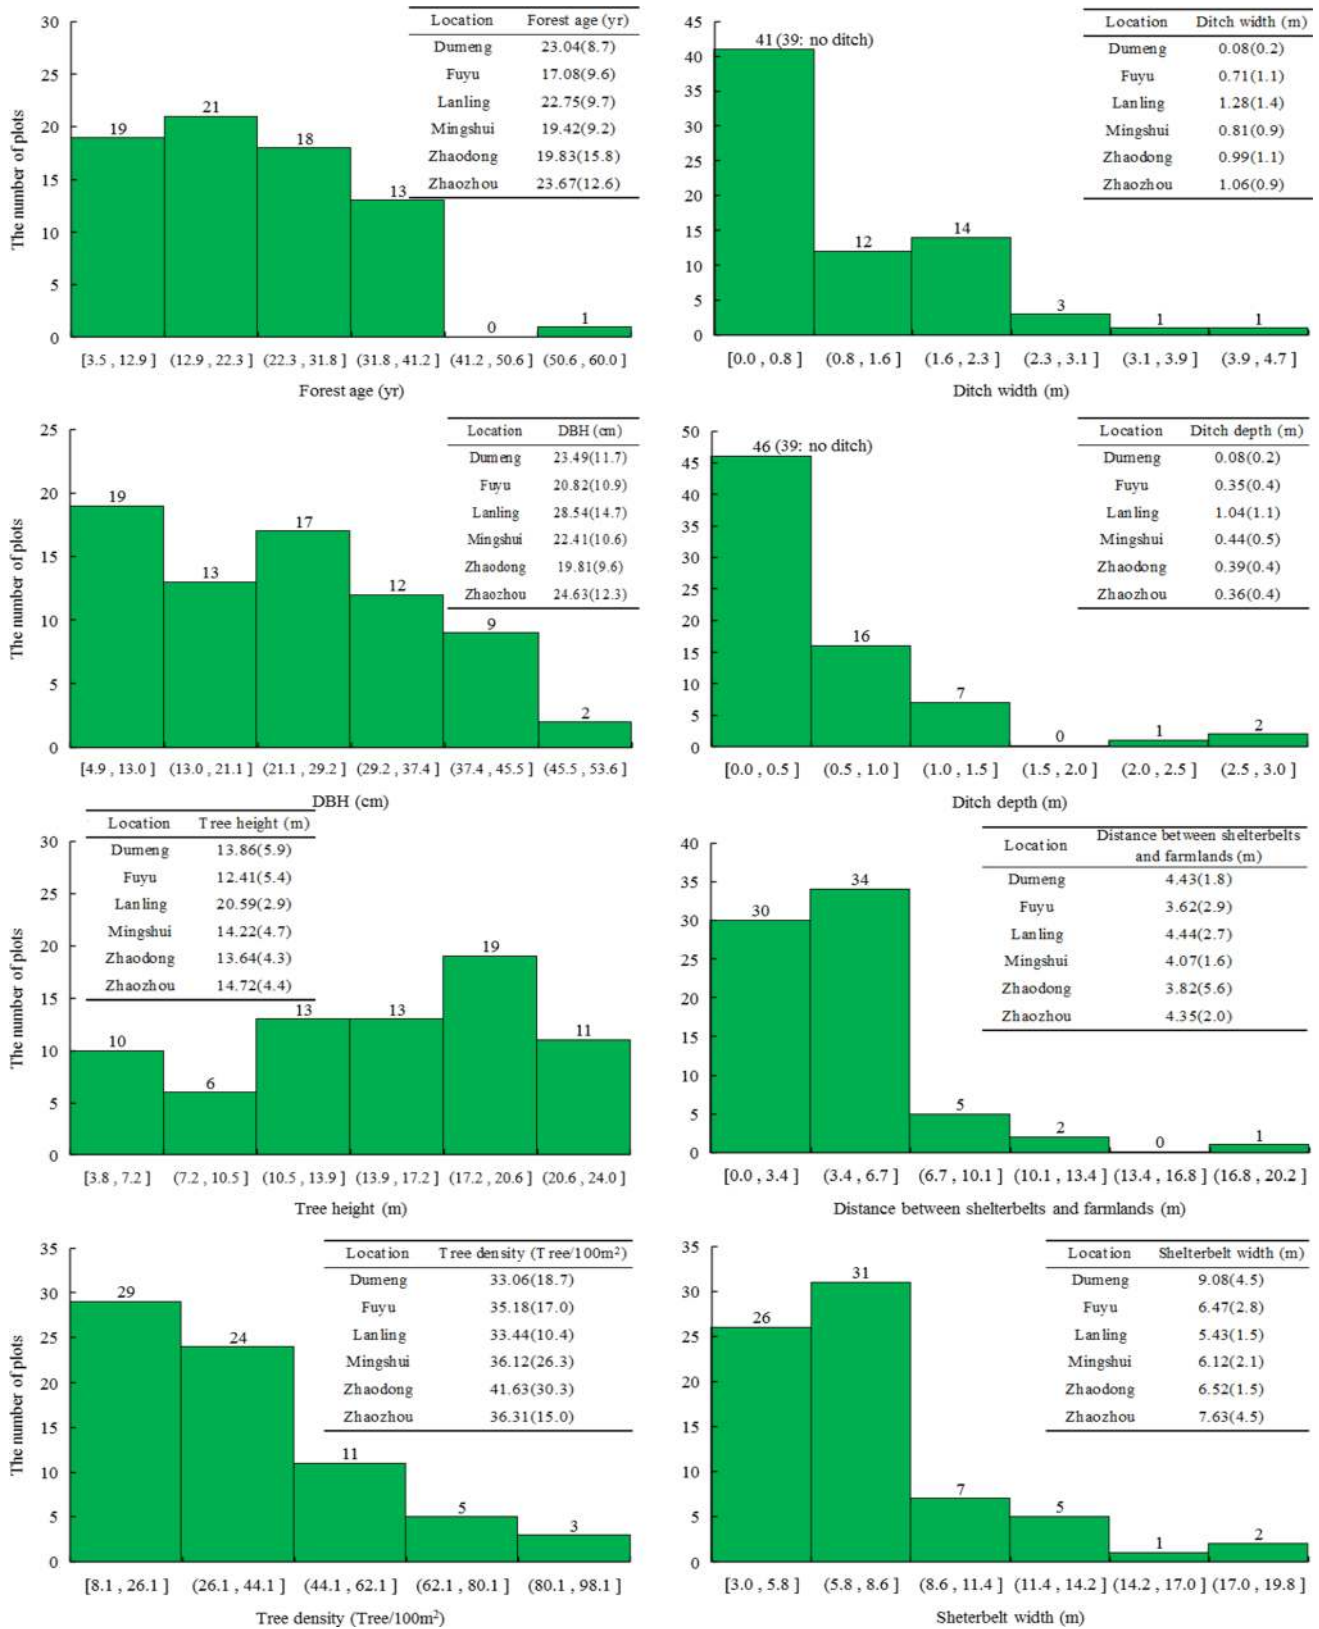 30
25
20
15
10
5
0
The number of plots
19
21
18
13
0
1
[3.5 , 12.9 ] (12.9 , 22.3 ] (22.3 , 31.8 ] (31.8 , 41.2 ] (41.2 , 50.6 ] (50.6 , 60.0 ]
Forest age (yr)
Location Forest age (yr)
Dumeng 23.04(8.7)
Fuyu 17.08(9.6)
Lanling 22.75(9.7)
Mingshui 19.42(9.2)
Zhaodong 19.83(15.8)
Zhaozhou 23.67(12.6)
45
40
35
30
25
20
15
10
5
0
41 (39: no ditch)
12
14
3
1
1
[0.0 , 0.8 ] (0.8 , 1.6 ] (1.6 , 2.3 ] (2.3 , 3.1 ] (3.1 , 3.9 ] (3.9 , 4.7 ]
Ditch width (m)
Location Ditch width (m)
Dumeng 0.08(0.2)
Fuyu 0.71(1.1)
Lanling 1.28(1.4)
Mingshui 0.81(0.9)
Zhaodong 0.99(1.1)
Zhaozhou 1.06(0.9)
25
20
15
10
5
0
The number of plots
19
13
17
12
9
2
[4.9 , 13.0 ] (13.0 , 21.1 ] (21.1 , 29.2 ] (29.2 , 37.4 ] (37.4 , 45.5 ] (45.5 , 53.6 ]
DBH (cm)
Location DBH (cm)
Dumeng 23.49(11.7)
Fuyu 20.82(10.9)
Lanling 28.54(14.7)
Mingshui 22.41(10.6)
Zhaodong 19.81(9.6)
Zhaozhou 24.63(12.3)
50
45
40
35
30
25
20
15
10
5
0
46 (39: no ditch)
16
7
0
1
2
[0.0 , 0.5 ] (0.5 , 1.0 ] (1.0 , 1.5 ] (1.5 , 2.0 ] (2.0 , 2.5 ] (2.5 , 3.0 ]
Ditch depth (m)
Location Ditch depth (m)
Dumeng 0.08(0.2)
Fuyu 0.35(0.4)
Lanling 1.04(1.1)
Mingshui 0.44(0.5)
Zhaodong 0.39(0.4)
Zhaozhou 0.36(0.4)
30
25
20
15
10
5
0
The number of plots
10
6
13
13
19
11
[3.8 , 7.2 ] (7.2 , 10.5 ] (10.5 , 13.9 ] (13.9 , 17.2 ] (17.2 , 20.6 ] (20.6 , 24.0 ]
Tree height (m)
Location Tree height (m)
Dumeng 13.86(5.9)
Fuyu 12.41(5.4)
Lanling 20.59(2.9)
Mingshui 14.22(4.7)
Zhaodong 13.64(4.3)
Zhaozhou 14.72(4.4)
40
35
30
25
20
15
10
5
0
30
34
5
2
0
1
[0.0 , 3.4 ] (3.4 , 6.7 ] (6.7 , 10.1 ] (10.1 , 13.4 ] (13.4 , 16.8 ] (16.8 , 20.2 ]
Distance between shelterbelts and farmlands (m)
Location Distance between shelterbelts
and farmlands (m)
Dumeng 4.43(1.8)
Fuyu 3.62(2.9)
Lanling 4.44(2.7)
Mingshui 4.07(1.6)
Zhaodong 3.82(5.6)
Zhaozhou 4.35(2.0)
35
30
25
20
15
10
5
0
The number of plots
29
24
11
5
3
[8.1 , 26.1 ] (26.1 , 44.1 ] (44.1 , 62.1 ] (62.1 , 80.1 ] (80.1 , 98.1 ]
Tree density (Tree/100m²)
Location Tree density (Tree/100m²)
Dumeng 33.06(18.7)
Fuyu 35.18(17.0)
Lanling 33.44(10.4)
Mingshui 36.12(26.3)
Zhaodong 41.63(30.3)
Zhaozhou 36.31(15.0)
35
30
25
20
15
10
5
0
26
31
7
5
1
2
[3.0 , 5.8 ] (5.8 , 8.6 ] (8.6 , 11.4 ] (11.4 , 14.2 ] (14.2 , 17.0 ] (17.0 , 19.8 ]
Sheterbelt width (m)
Location Shelterbelt width (m)
Dumeng 9.08(4.5)
Fuyu 6.47(2.8)
Lanling 5.43(1.5)
Mingshui 6.12(2.1)
Zhaodong 6.52(1.5)
Zhaozhou 7.63(4.5)